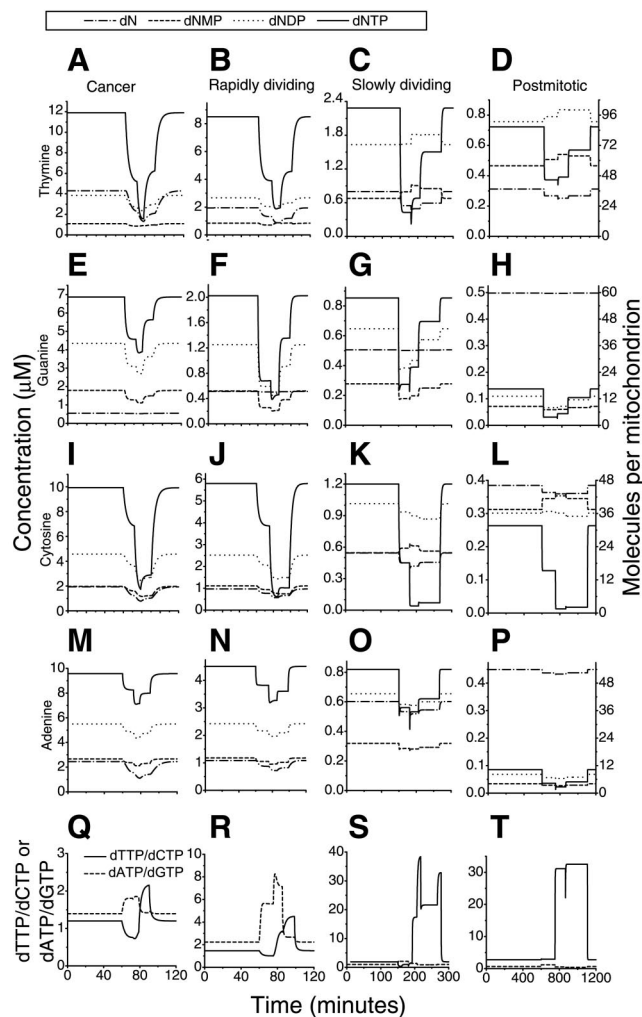 dN dNMP dNDP dNTP
A B C D
Cancer Rapidly dividing Slowly dividing Postmitotic
12 10 8 6 4 2 0
8 6 4 2 0
2.4 1.8 1.2 0.6 0.0
0.8 0.6 0.4 0.2 0.0
96 84 72 60 48 36 24
Thymine
E F G H
7 6 5 4 3 2 1 0
2.0 1.6 1.2 0.8 0.4 0.0
0.8 0.6 0.4 0.2 0.0
0.5 0.4 0.3 0.2 0.1 0.0
60 48 36 24 12 0
Guanine
Concentration (μM)
Molecules per mitochondrion
I J K L
10 8 6 4 2 0
6 5 4 3 2 1 0
1.2 0.9 0.6 0.3 0.0
0.4 0.3 0.2 0.1 0.0
48 36 24 12 0
Cytosine
M N O P
10 8 6 4 2 0
4 3 2 1 0
0.8 0.6 0.4 0.2 0.0
0.4 0.3 0.2 0.1 0.0
48 36 24 12 0
Adenine
Q R S T
dTTP/dCTP
dATP/dGTP
3 2 1 0
10 8 6 4 2 0
40 30 20 10 0
35 30 25 20 15 10 5 0
dTTP/dCTP or
dATP/dGTP
0 40 80 120
0 40 80 120
0 100 200 300
0 400 800 1200
Time (minutes)